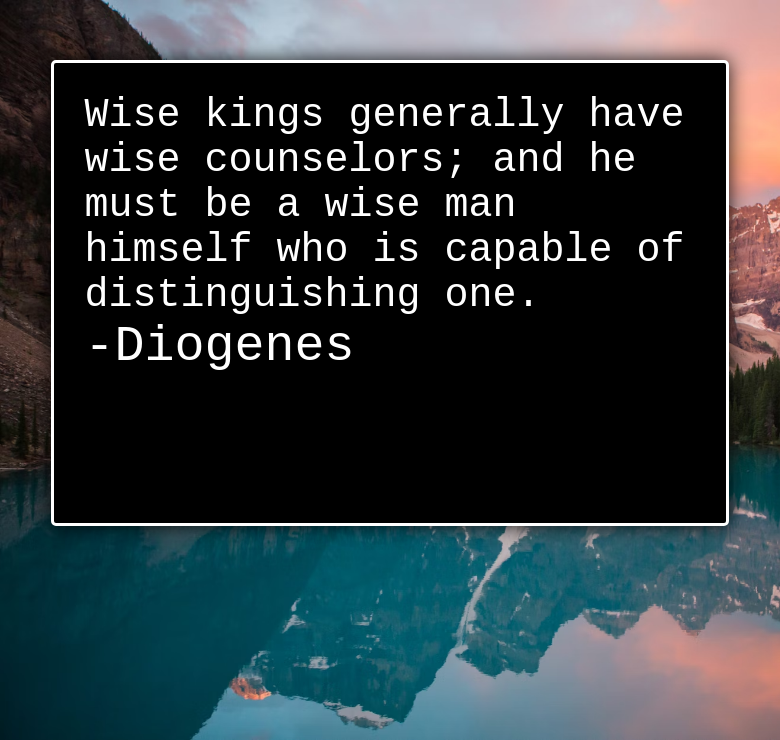 Wise kings generally have
wise counselors; and he
must be a wise man
himself who is capable of
distinguishing one.
-Diogenes